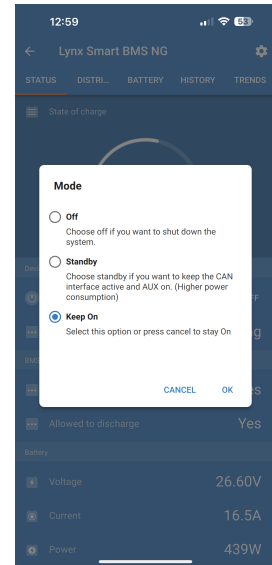 12:59
53
Lynx Smart BMS NG
STATUS DISTRI... BATTERY HISTORY TRENDS
State of charge
Mode
Off
Choose off if you want to shut down the
system.
Standby
Choose standby if you want to keep the CAN
interface active and AUX on. (Higher power
consumption)
Keep On
Select this option or press cancel to stay On
CANCEL OK
Allowed to discharge Yes
Battery
Voltage 26.60V
Current 16.5A
Power 439W